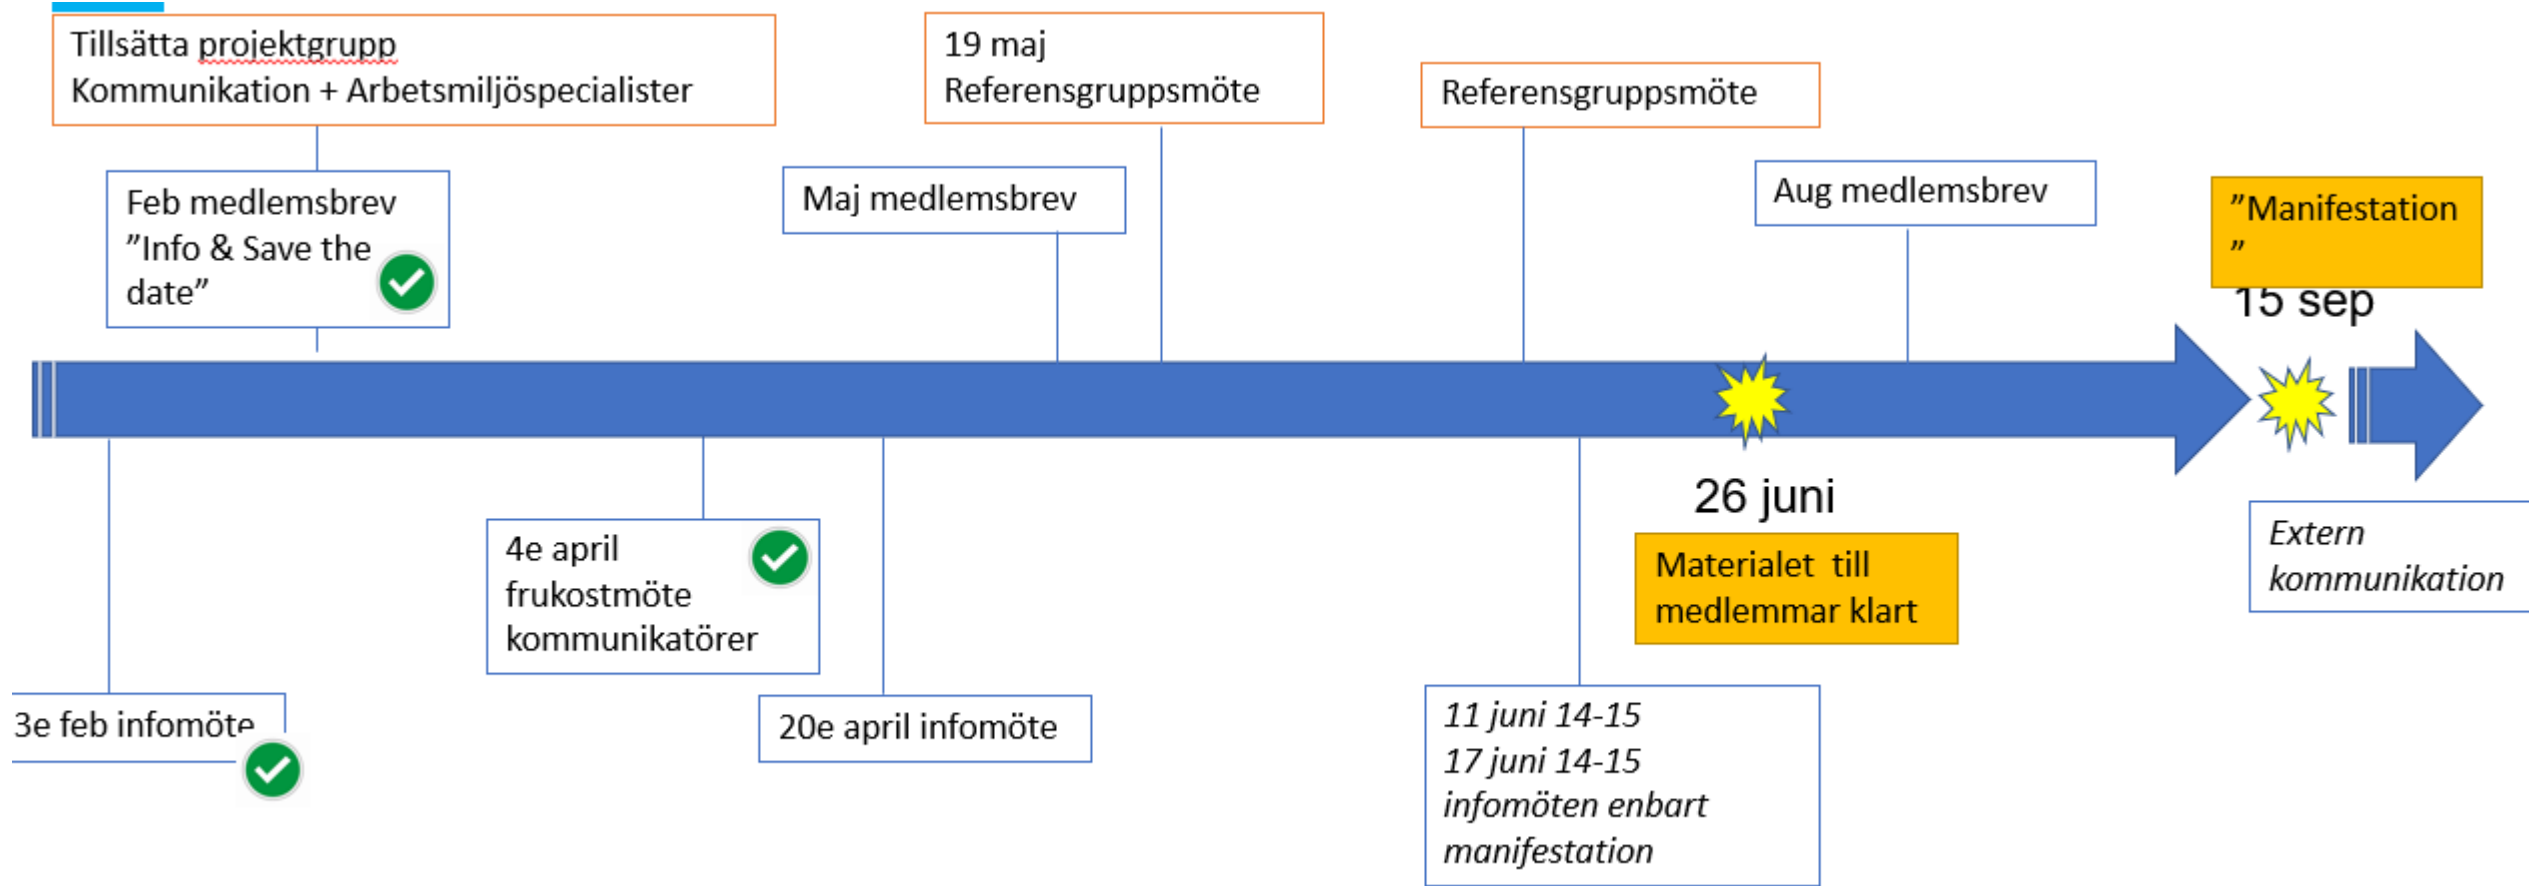 Tillsätta projektgrupp
Kommunikation + Arbetsmiljöspecialister
19 maj
Referensgruppsmöte
Referensgruppsmöte
Feb medlemsbrev
”Info & Save the
date”
Maj medlemsbrev
Aug medlemsbrev
”Manifestation
”
15 sep
26 juni
Materialet till
medlemmar klart
Extern
kommunikation
4e april
frukostmöte
kommunikatörer
3e feb infomöte
20e april infomöte
11 juni 14-15
17 juni 14-15
infomöten enbart
manifestation